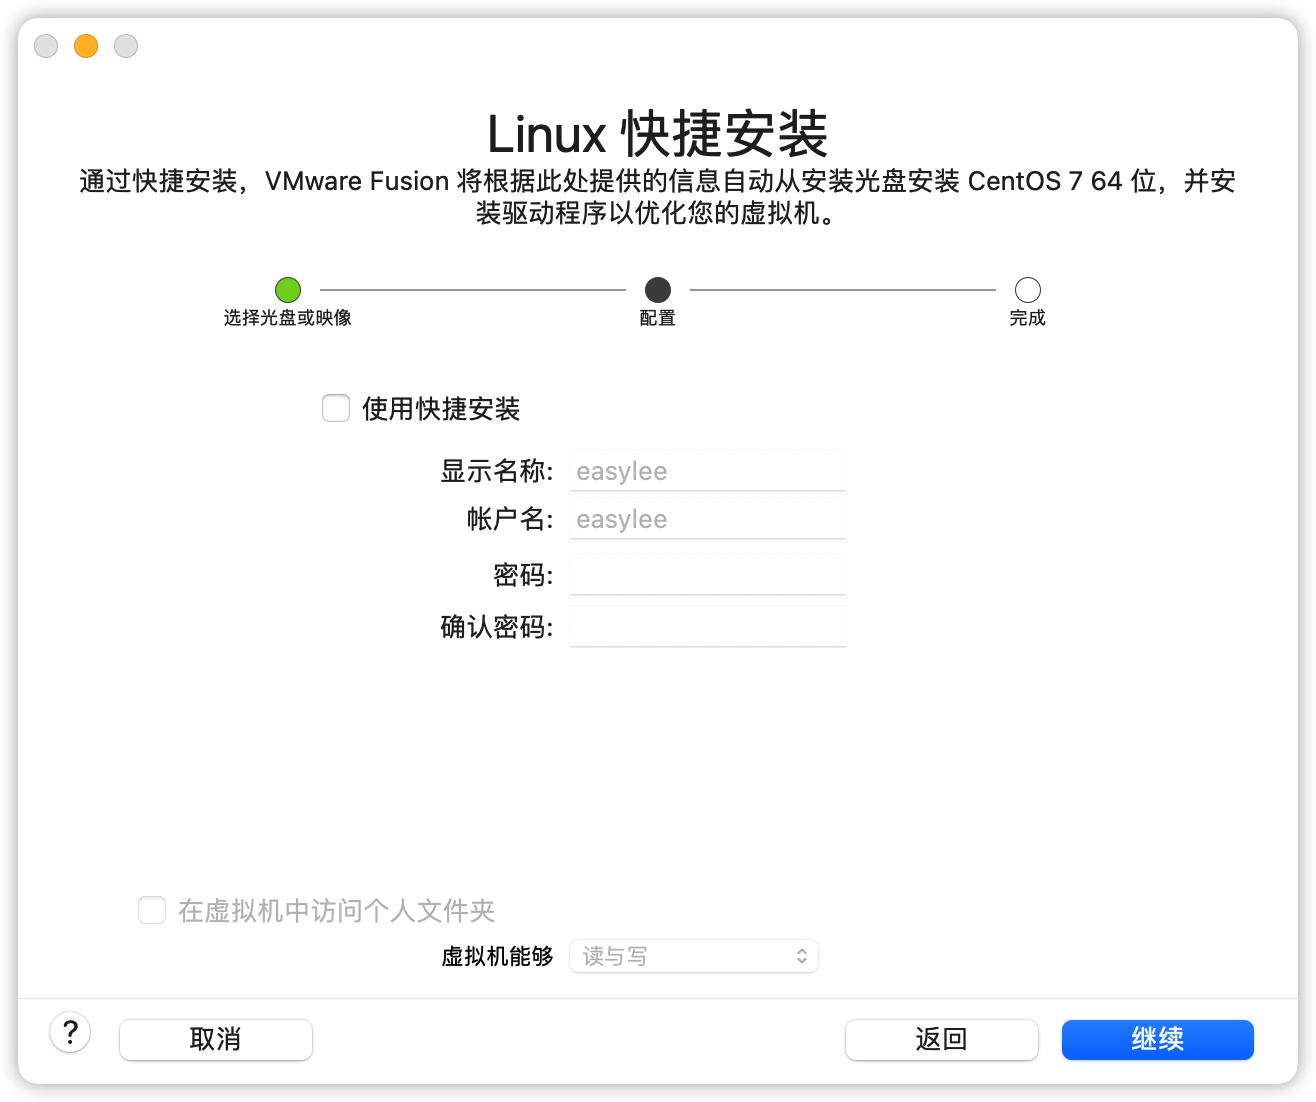 Linux 快捷安装
通过快捷安装，VMware Fusion 将根据此处提供的信息自动从安装光盘安装 CentOS 7 64 位，并安
装驱动程序以优化您的虚拟机。
选择光盘或映像
配置
完成
使用快捷安装
显示名称: easylee
帐户名: easylee
密码:
确认密码:
在虚拟机中访问个人文件夹
虚拟机能够 读与写
? 取消 返回 继续